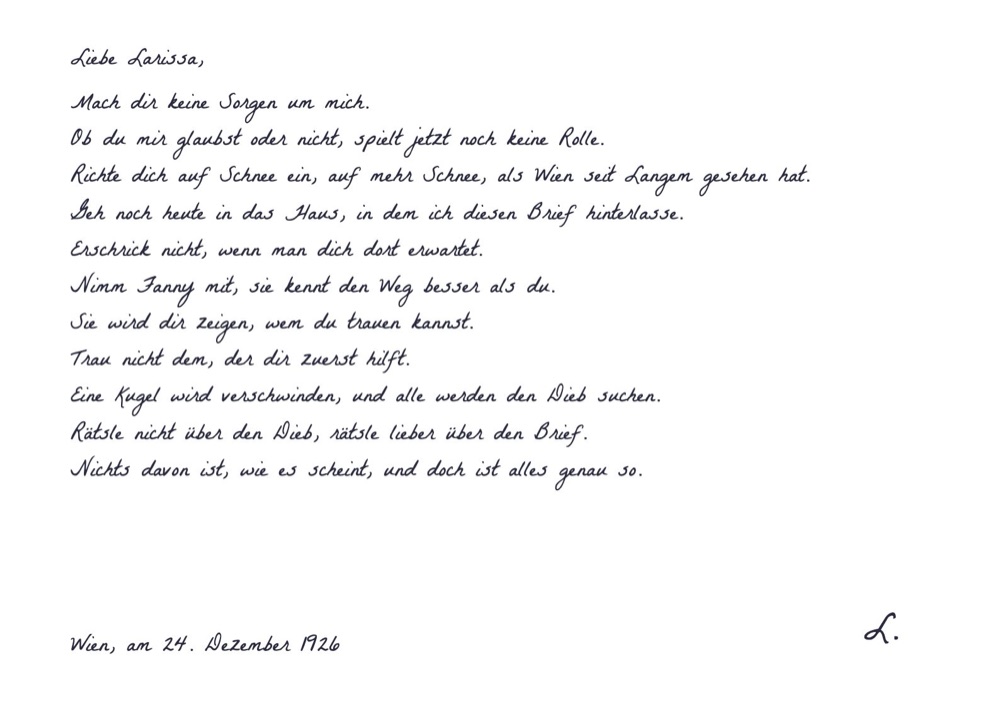 Liebe Larissa,
Mach dir keine Sorgen um mich.
Ob du mir glaubst oder nicht, spielt jetzt noch keine Rolle.
Richte dich auf Schnee ein, auf mehr Schnee, als Wien seit Langem gesehen hat.
Geh noch heute in das Haus, in dem ich diesen Brief hinterlasse.
Erschrick nicht, wenn man dich dort erwartet.
Nimm Fanny mit, sie kennt den Weg besser als du.
Sie wird dir zeigen, wem du trauen kannst.
Trau nicht dem, der dir zuerst hilft.
Eine Kugel wird verschwinden, und alle werden den Dieb suchen.
Rätsle nicht über den Dieb, rätsle lieber über den Brief.
Nichts davon ist, wie es scheint, und doch ist alles genau so.
L.
Wien, am 24. Dezember 1926